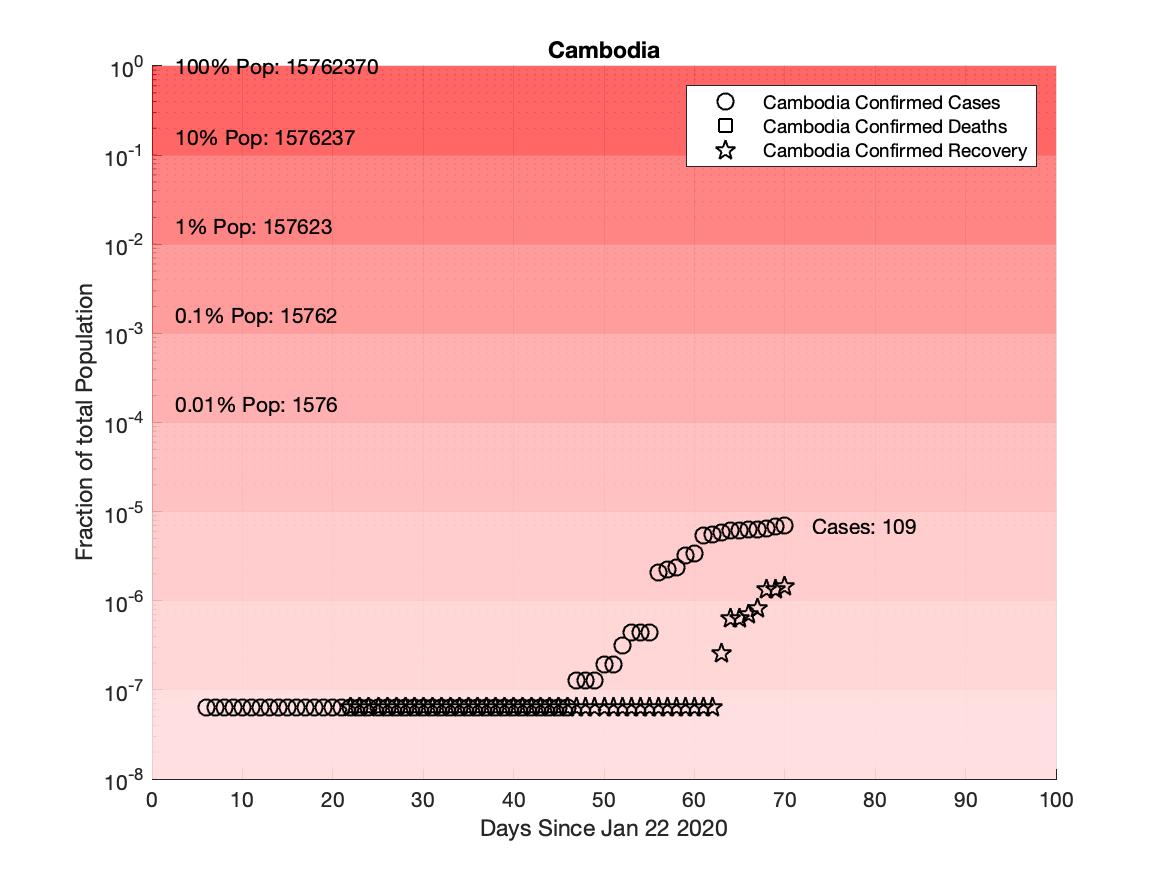 Cambodia
10^0
10^-1
10^-2
10^-3
10^-4
10^-5
10^-6
10^-7
10^-8
Fraction of total Population
100% Pop: 15762370
10% Pop: 1576237
1% Pop: 157623
0.1% Pop: 15762
0.01% Pop: 1576
Cambodia Confirmed Cases
Cambodia Confirmed Deaths
Cambodia Confirmed Recovery
Cases: 109
0 10 20 30 40 50 60 70 80 90 100
Days Since Jan 22 2020